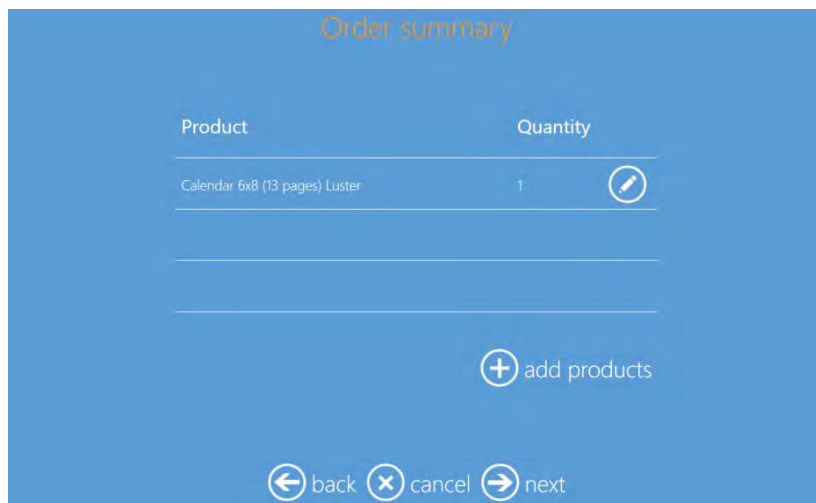 Order summary
Product Quantity
Calendar 6x8 (13 pages) Luster 1
add products
back cancel next